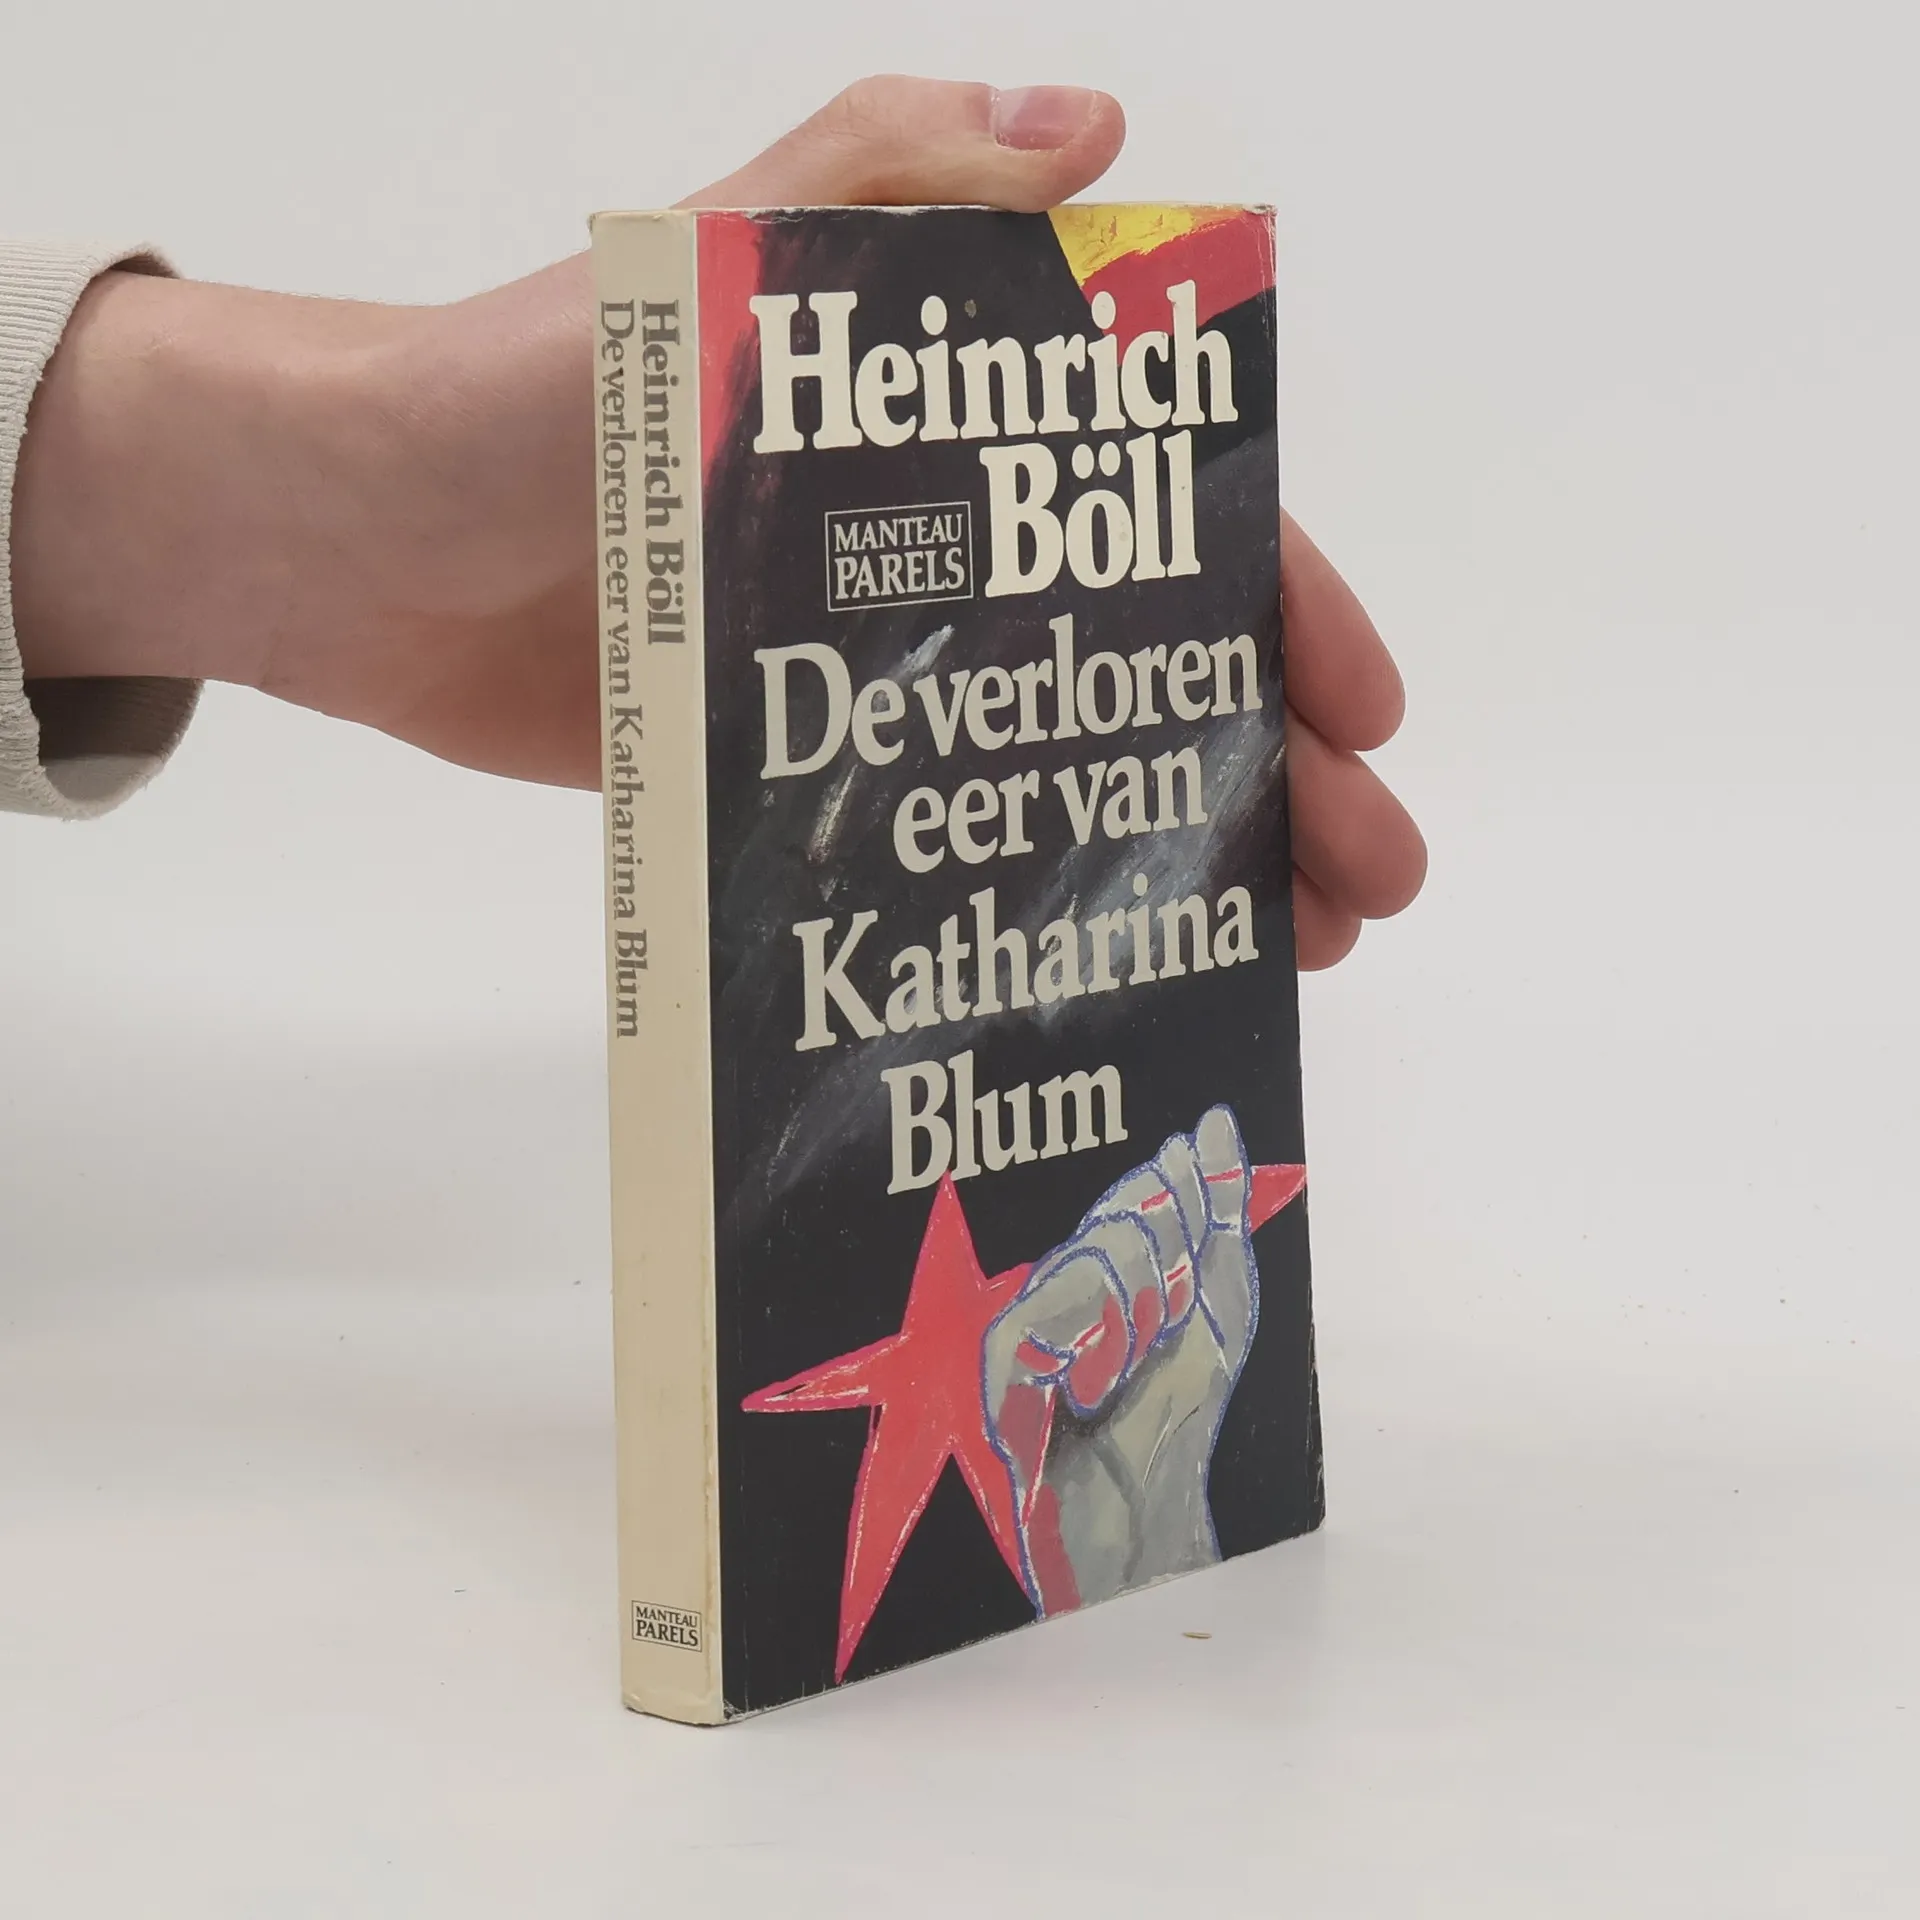 Heinrich Böll
De verloren eer van Katharina Blum
MANTEAU
PARELS
Heinrich
Böll
MANTEAU
PARELS
De verloren
eer van
Katharina
Blum